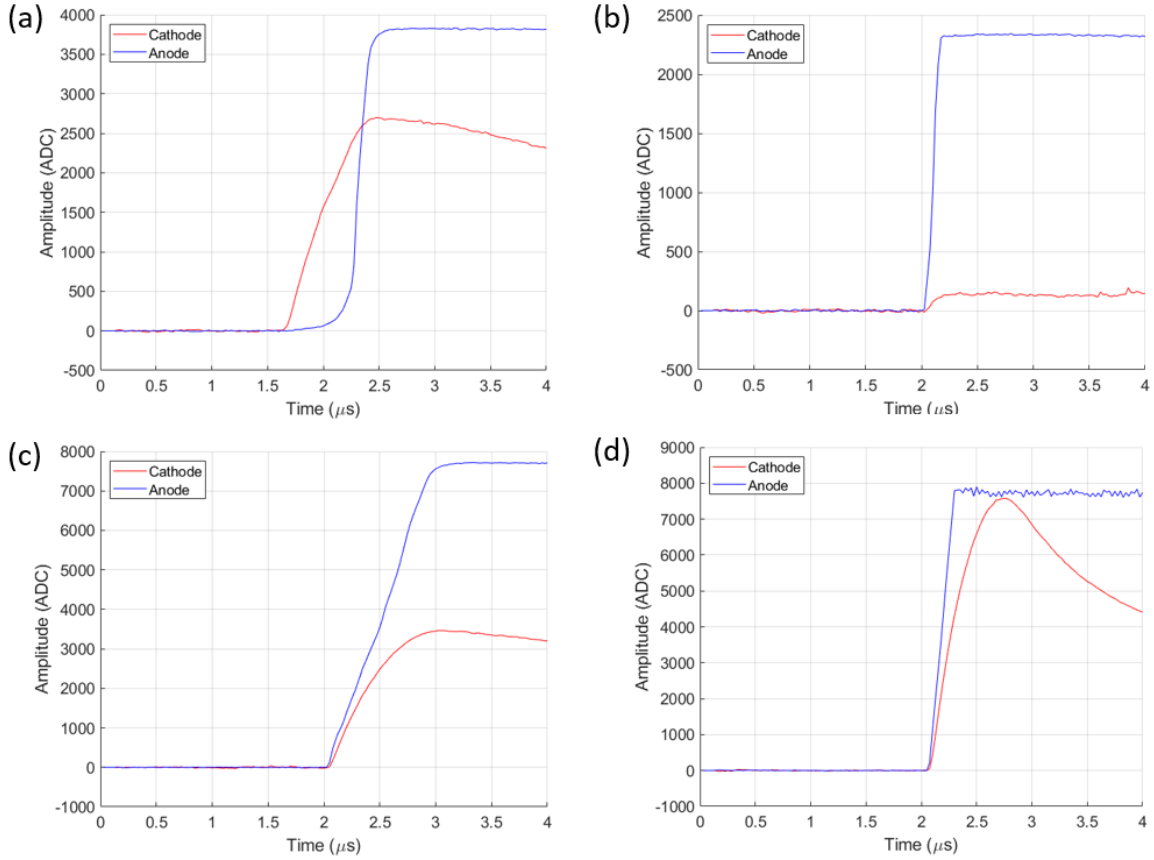 (a)
Cathode
Anode
4000
3500
3000
2500
2000
1500
1000
500
0
-500
Amplitude (ADC)
0 0.5 1 1.5 2 2.5 3 3.5 4
Time (μs)
(b)
Cathode
Anode
2500
2000
1500
1000
500
0
-500
Amplitude (ADC)
0 0.5 1 1.5 2 2.5 3 3.5 4
Time (μs)
(c)
Cathode
Anode
8000
7000
6000
5000
4000
3000
2000
1000
0
-1000
Amplitude (ADC)
0 0.5 1 1.5 2 2.5 3 3.5 4
Time (μs)
(d)
Cathode
Anode
9000
8000
7000
6000
5000
4000
3000
2000
1000
0
-1000
Amplitude (ADC)
0 0.5 1 1.5 2 2.5 3 3.5 4
Time (μs)